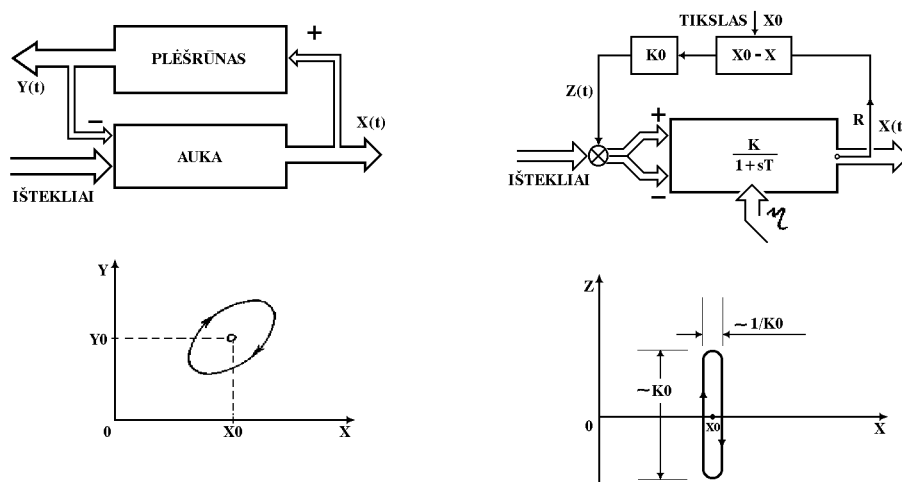 PLĖŠRŪNAS
+
Y(t)
–
AUKA
X(t)
IŠTEKLIAI
Y
Y0
0
X0
X
TIKSLAS
X0
K0
X0 - X
Z(t)
R
X(t
+
K
1+sT
IŠTEKLIAI
–
η
Z
~1/K0
~K0
X0
0
X